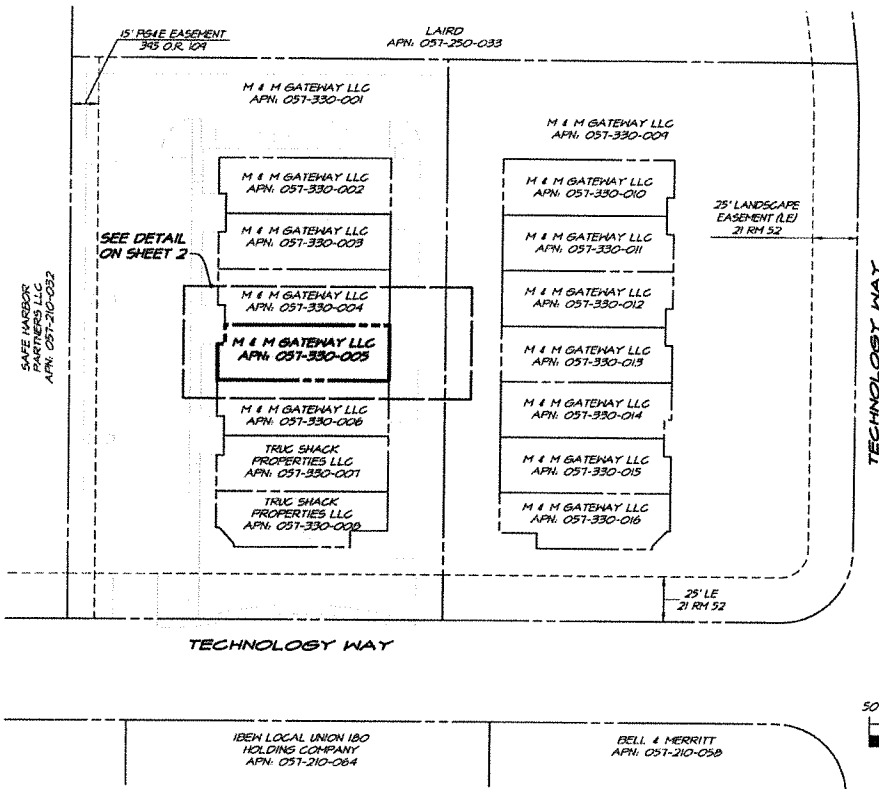 15' PG&E EASEMENT
395 O.R. 109
LAIRD
APN: 057-250-033
M & M GATEWAY LLC
APN: 057-330-001
M & M GATEWAY LLC
APN: 057-330-009
M & M GATEWAY LLC
APN: 057-330-002
M & M GATEWAY LLC
APN: 057-330-010
25' LANDSCAPE
EASEMENT (LE)
21 RM 52
SEE DETAIL
ON SHEET 2
M & M GATEWAY LLC
APN: 057-330-003
M & M GATEWAY LLC
APN: 057-330-011
SAFE HARBOR
PARTNERS LLC
APN: 057-210-032
M & M GATEWAY LLC
APN: 057-330-004
M & M GATEWAY LLC
APN: 057-330-012
TECHNOLOGY WAY
M & M GATEWAY LLC
APN: 057-330-005
M & M GATEWAY LLC
APN: 057-330-013
M & M GATEWAY LLC
APN: 057-330-006
M & M GATEWAY LLC
APN: 057-330-014
TRUC SHACK
PROPERTIES LLC
APN: 057-330-007
M & M GATEWAY LLC
APN: 057-330-015
TRUC SHACK
PROPERTIES LLC
APN: 057-330-008
M & M GATEWAY LLC
APN: 057-330-016
25' LE
21 RM 52
TECHNOLOGY WAY
50
IBEW LOCAL UNION 180
HOLDING COMPANY
APN: 057-210-064
BELL & MERRITT
APN: 057-210-058